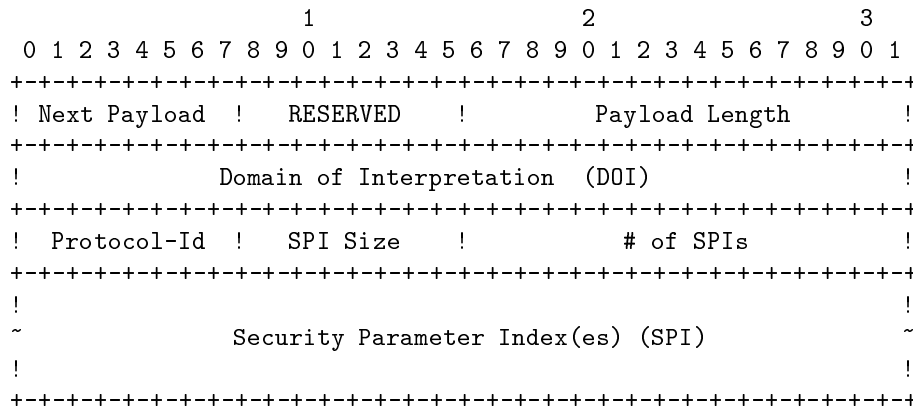 1                   2                   3
 0 1 2 3 4 5 6 7 8 9 0 1 2 3 4 5 6 7 8 9 0 1 2 3 4 5 6 7 8 9 0 1
+-+-+-+-+-+-+-+-+-+-+-+-+-+-+-+-+-+-+-+-+-+-+-+-+-+-+-+-+-+-+-+-+
! Next Payload  !   RESERVED    !         Payload Length        !
+-+-+-+-+-+-+-+-+-+-+-+-+-+-+-+-+-+-+-+-+-+-+-+-+-+-+-+-+-+-+-+-+
!              Domain of Interpretation  (DOI)                  !
+-+-+-+-+-+-+-+-+-+-+-+-+-+-+-+-+-+-+-+-+-+-+-+-+-+-+-+-+-+-+-+-+
!  Protocol-Id  !   SPI Size    !           # of SPIs           !
+-+-+-+-+-+-+-+-+-+-+-+-+-+-+-+-+-+-+-+-+-+-+-+-+-+-+-+-+-+-+-+-+
!                                                               !
~               Security Parameter Index(es) (SPI)              ~
!                                                               !
+-+-+-+-+-+-+-+-+-+-+-+-+-+-+-+-+-+-+-+-+-+-+-+-+-+-+-+-+-+-+-+-+